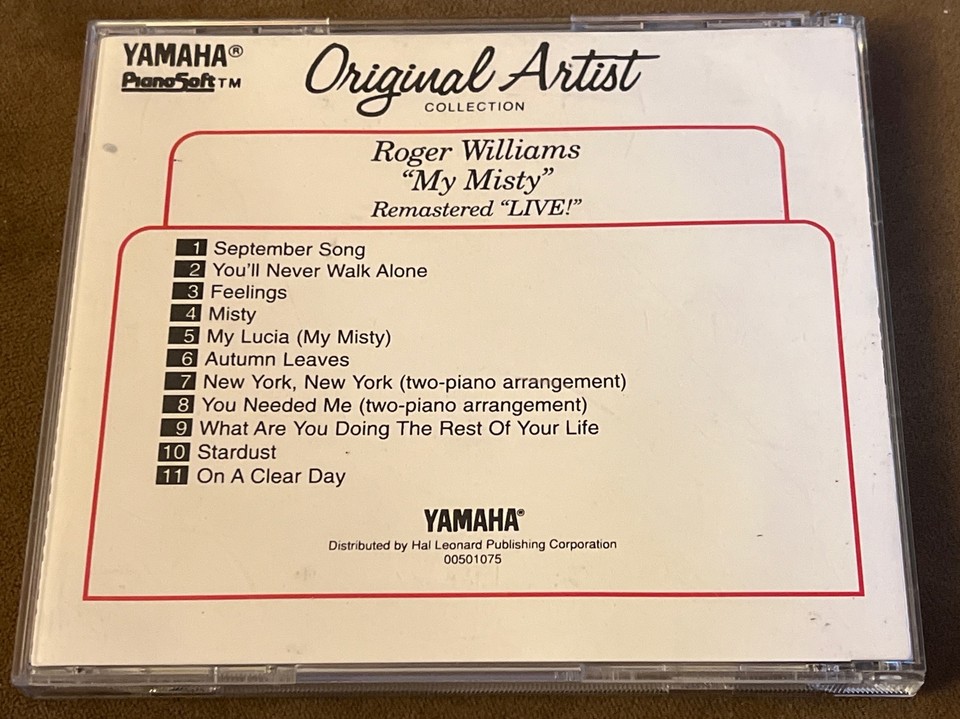 YAMAHA®
PianoSoft™
Original Artist
COLLECTION
Roger Williams
“My Misty”
Remastered “LIVE!”
1 September Song
2 You'll Never Walk Alone
3 Feelings
4 Misty
5 My Lucia (My Misty)
6 Autumn Leaves
7 New York, New York (two-piano arrangement)
8 You Needed Me (two-piano arrangement)
9 What Are You Doing The Rest Of Your Life
10 Stardust
11 On A Clear Day
YAMAHA®
Distributed by Hal Leonard Publishing Corporation
00501075